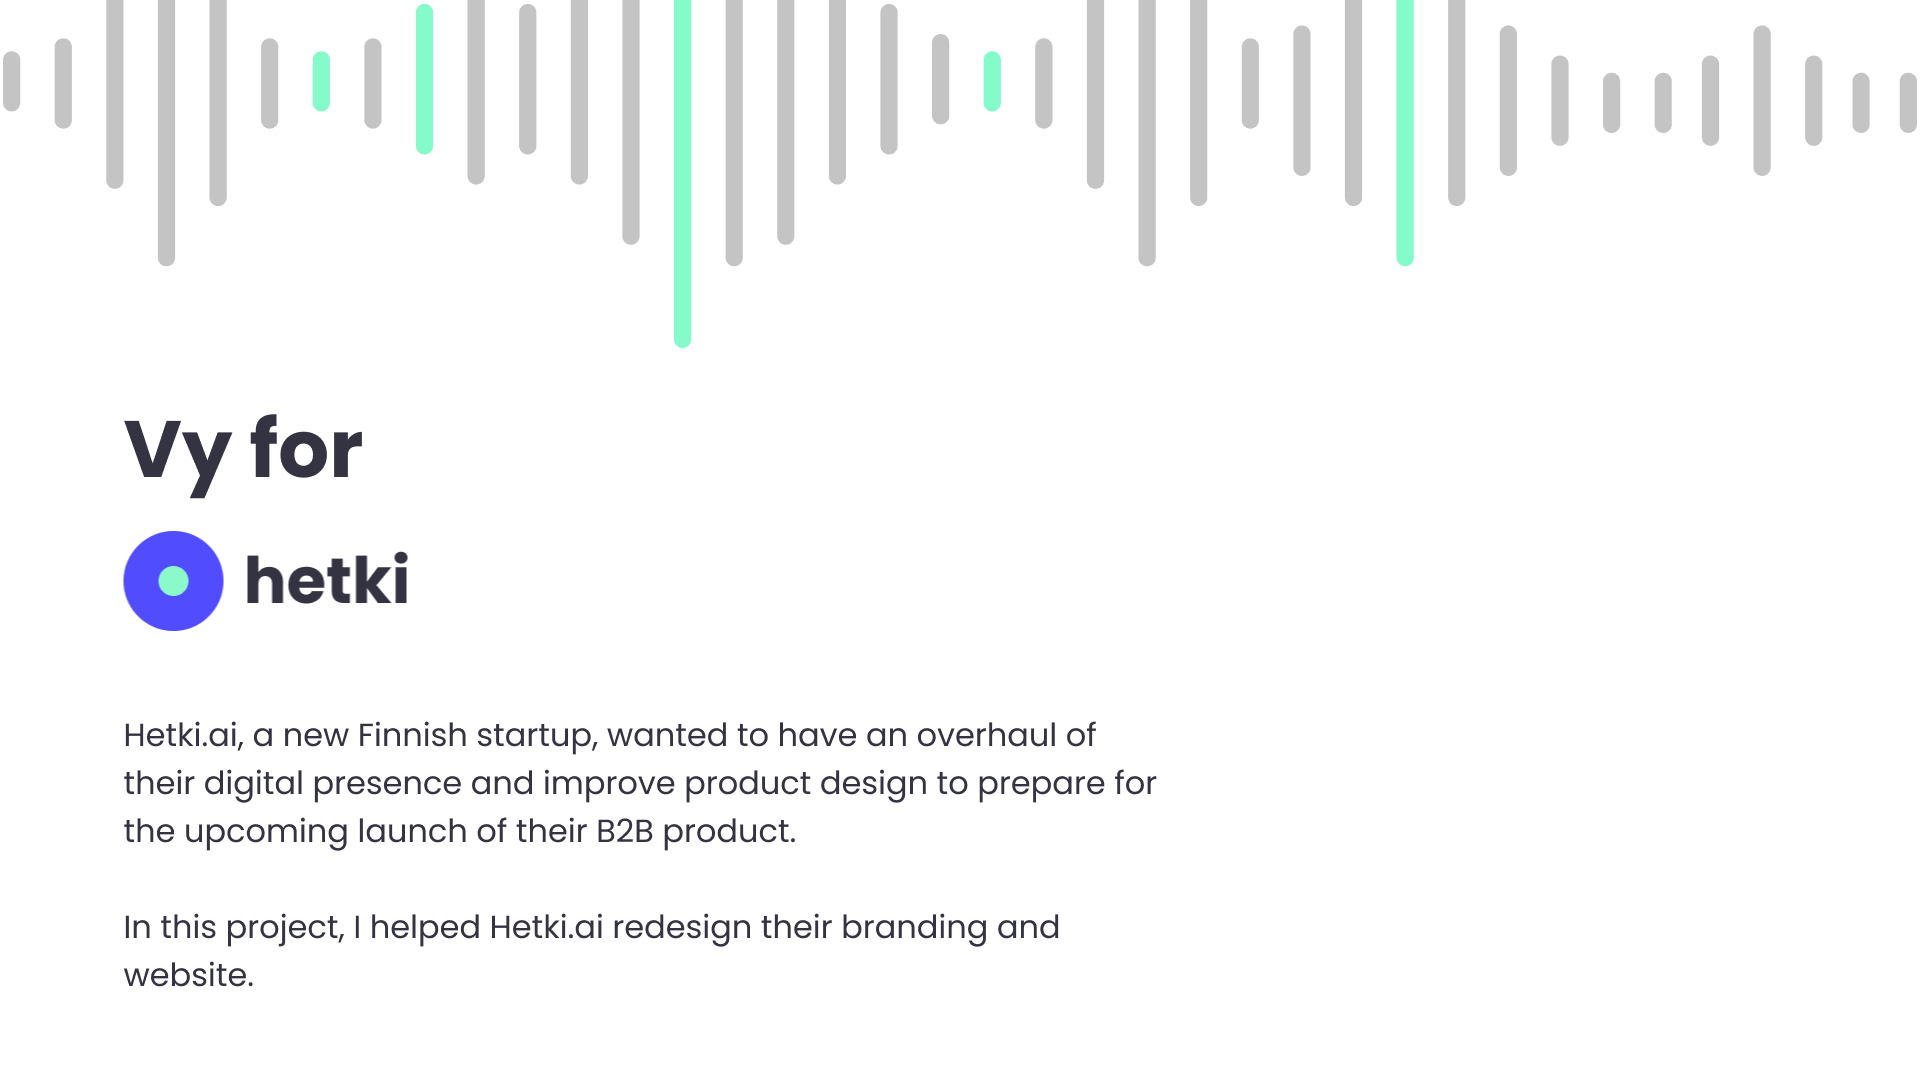 Vy for
hetki
Hetki.ai, a new Finnish startup, wanted to have an overhaul of
their digital presence and improve product design to prepare for
the upcoming launch of their B2B product.
In this project, I helped Hetki.ai redesign their branding and
website.